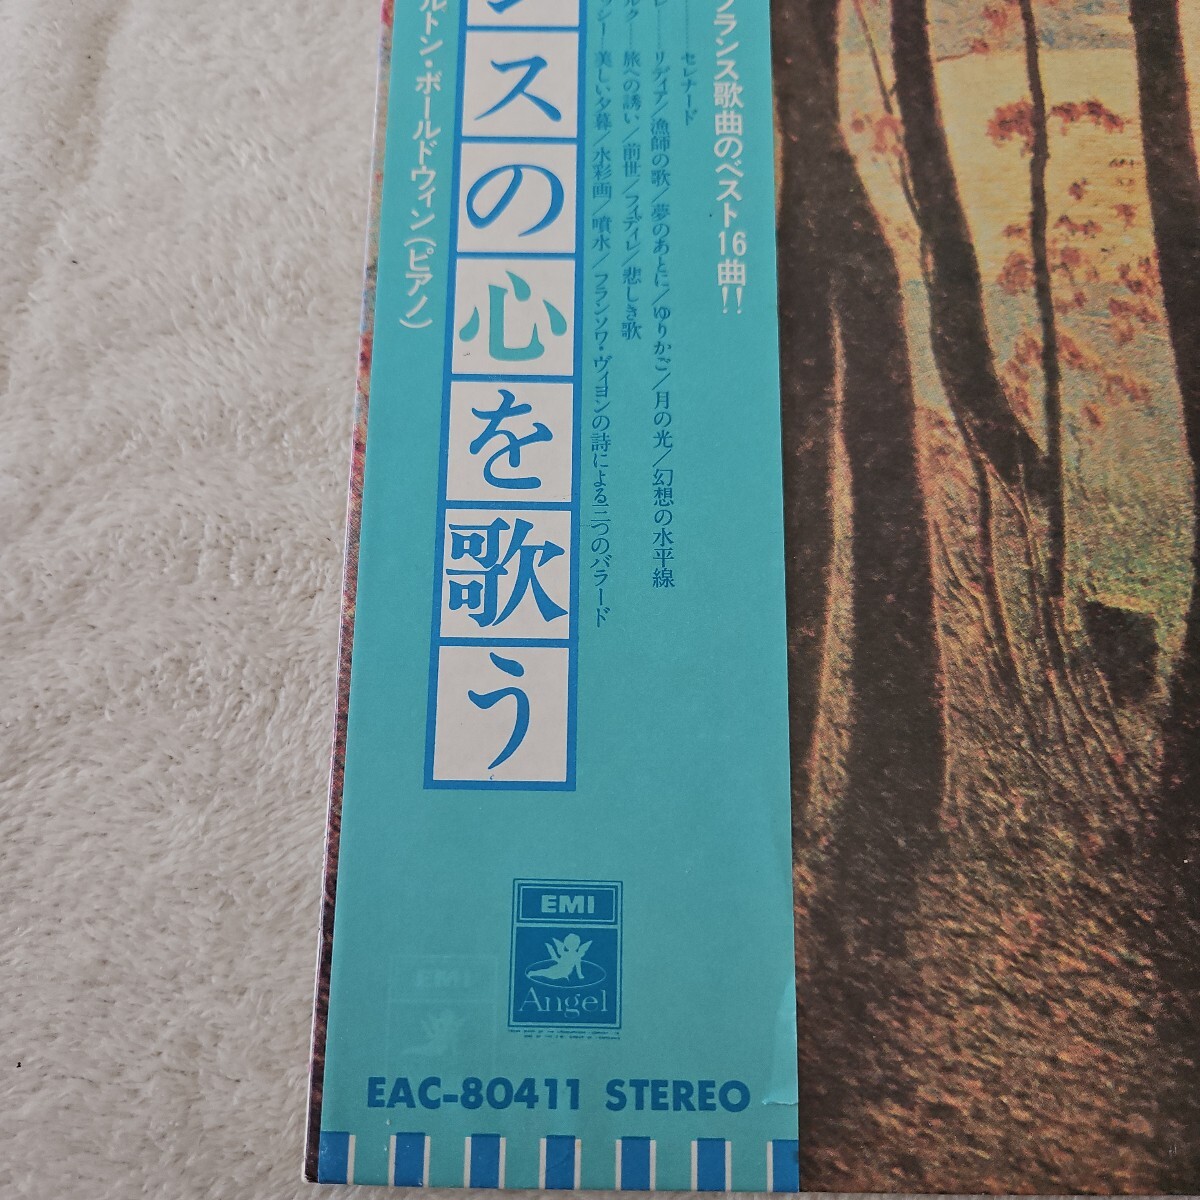 フランス歌曲のベスト16曲!!
セレナード
リディア/漁師の歌/夢のあとに/ゆりかご/月の光/幻想の水平線
旅への誘い/前世/フィディレ/悲しき歌
美しい夕暮/水彩画/噴水/フランソワ・ヴィヨンの詩による三つのバラード
ンスの心を歌う
ルトン・ボールドウィン(ピアノ)
EMI
Angel
EAC-80411 STEREO